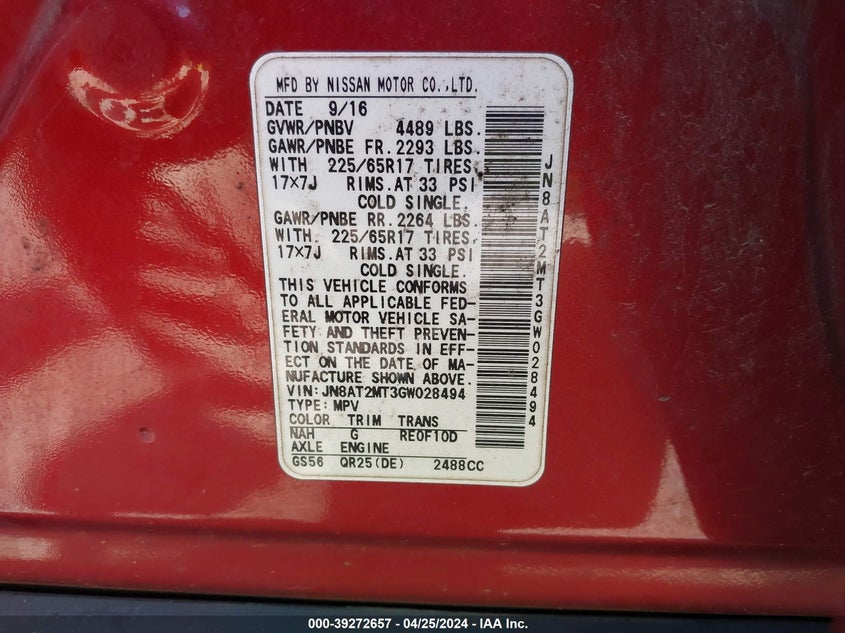 MFD BY NISSAN MOTOR CO.,LTD.
DATE 9/16
GVWR/PNBV 4489 LBS.
GAWR/PNBE FR. 2293 LBS.
WITH 225/65R17 TIRES,
17×7J RIMS. AT 33 PSI
COLD SINGLE.
GAWR/PNBE RR. 2264 LBS.
WITH 225/65R17 TIRES,
17×7J RIMS. AT 33 PSI
COLD SINGLE.
THIS VEHICLE CONFORMS
TO ALL APPLICABLE FED-
ERAL MOTOR VEHICLE SA-
FETY AND THEFT PREVEN-
TION STANDARDS IN EFF-
ECT ON THE DATE OF MA-
NUFACTURE SHOWN ABOVE.
VIN:JN8AT2MT3GW028494
TYPE: MPV
COLOR TRIM TRANS
NAH G RE0F10D
AXLE ENGINE
GS56 QR25(DE) 2488CC
JN8AT2MT3GW028494
000-39272657 - 04/25/2024 - IAA Inc.